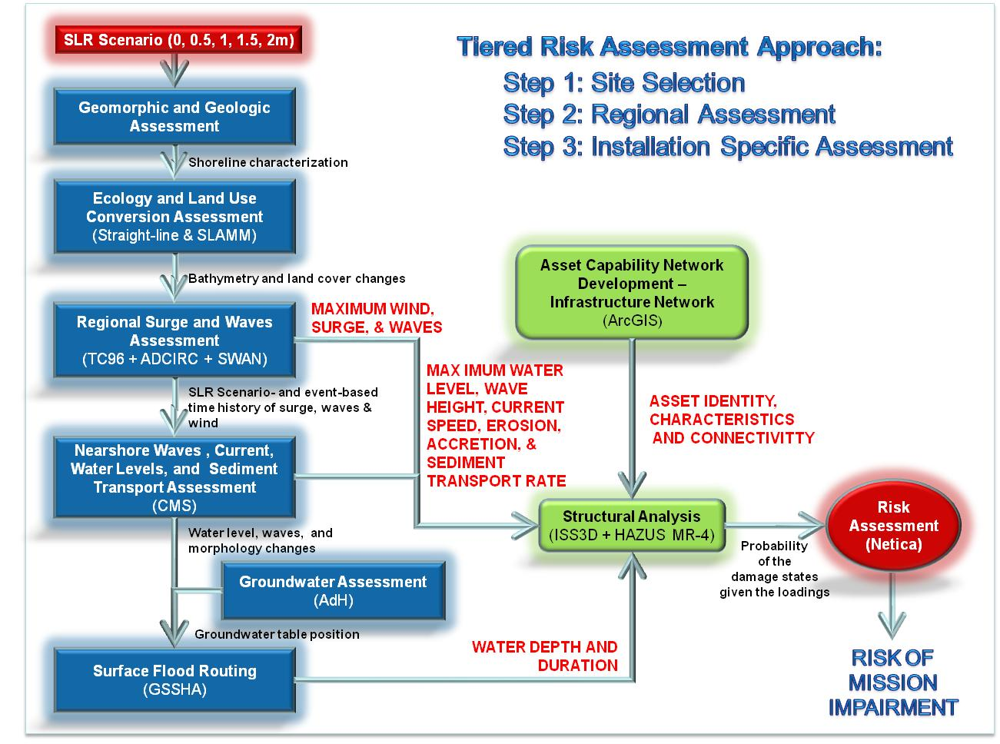 SLR Scenario (0, 0.5, 1, 1.5, 2m)
Tiered Risk Assessment Approach:
Step 1: Site Selection
Step 2: Regional Assessment
Step 3: Installation Specific Assessment
Geomorphic and Geologic
Assessment
Shoreline characterization
Ecology and Land Use
Conversion Assessment
(Straight-line & SLAMM)
Bathymetry and land cover changes
Regional Surge and Waves
Assessment
(TC96 + ADCIRC + SWAN)
MAXIMUM WIND,
SURGE, & WAVES
SLR Scenario- and event-based
time history of surge, waves &
wind
Nearshore Waves , Current,
Water Levels, and Sediment
Transport Assessment
(CMS)
MAX IMUM WATER
LEVEL, WAVE
HEIGHT, CURRENT
SPEED, EROSION,
ACCRETION, &
SEDIMENT
TRANSPORT RATE
Water level, waves, and
morphology changes
Groundwater Assessment
(AdH)
Groundwater table position
Surface Flood Routing
(GSSHA)
WATER DEPTH AND
DURATION
Asset Capability Network
Development –
Infrastructure Network
(ArcGIS)
ASSET IDENTITY,
CHARACTERISTICS
AND CONNECTIVITTY
Structural Analysis
(ISS3D + HAZUS MR-4)
Probability
of the
damage states
given the loadings
Risk
Assessment
(Netica)
RISK OF
MISSION
IMPAIRMENT